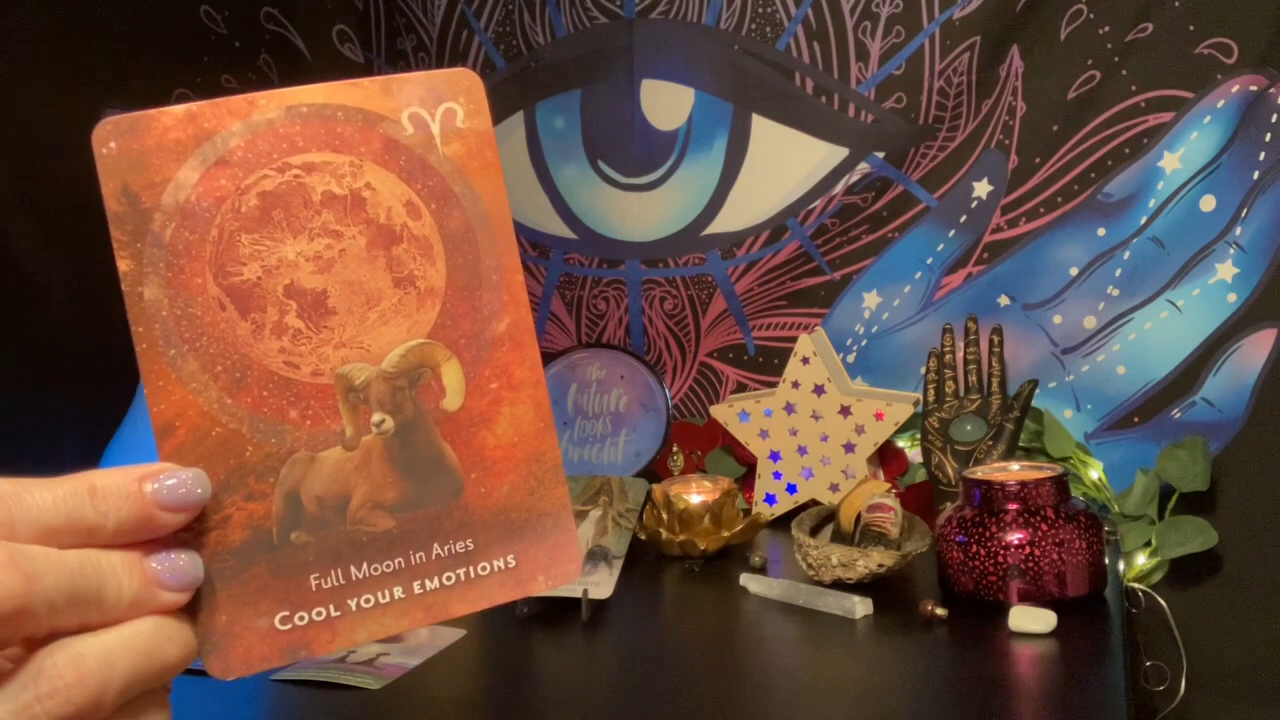 Full Moon in Aries
COOL YOUR EMOTIONS
the
future
looks
bright